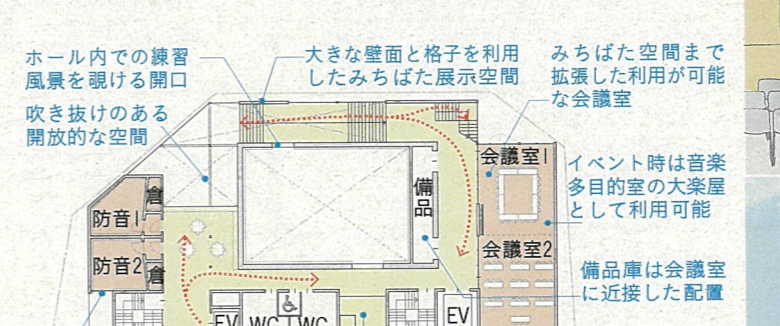 ホール内での練習
風景を覗ける開口
大きな壁面と格子を利用
したみちばた展示空間
みちばた空間まで
拡張した利用が可能
な会議室
吹き抜けのある
開放的な空間
会議室1
イベント時は音楽
多目的室の大楽屋
として利用可能
備品
倉
防音1
会議室2
防音2
倉
備品庫は会議室
に近接した配置
EV
WC
WC
EV